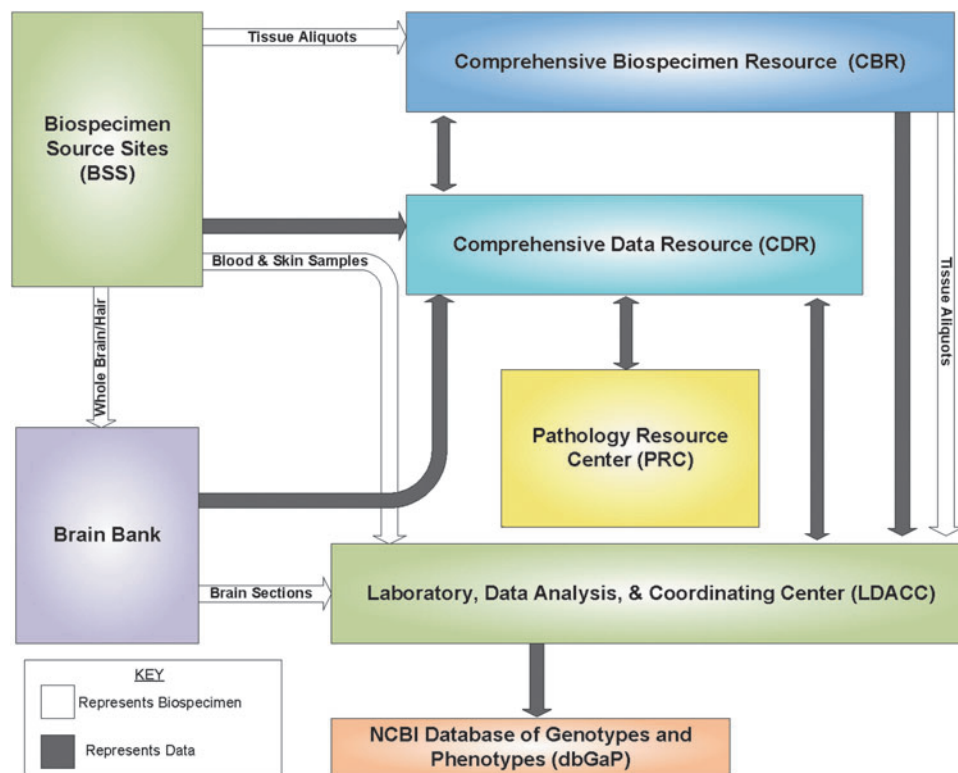 Tissue Aliquots
Comprehensive Biospecimen Resource (CBR)
Biospecimen
Source Sites
(BSS)
Comprehensive Data Resource (CDR)
Blood & Skin Samples
Tissue Aliquots
Whole Brain/Hair
Pathology Resource
Center (PRC)
Brain Bank
Brain Sections
Laboratory, Data Analysis, & Coordinating Center (LDACC)
KEY
Represents Biospecimen
Represents Data
NCBI Database of Genotypes and
Phenotypes (dbGaP)